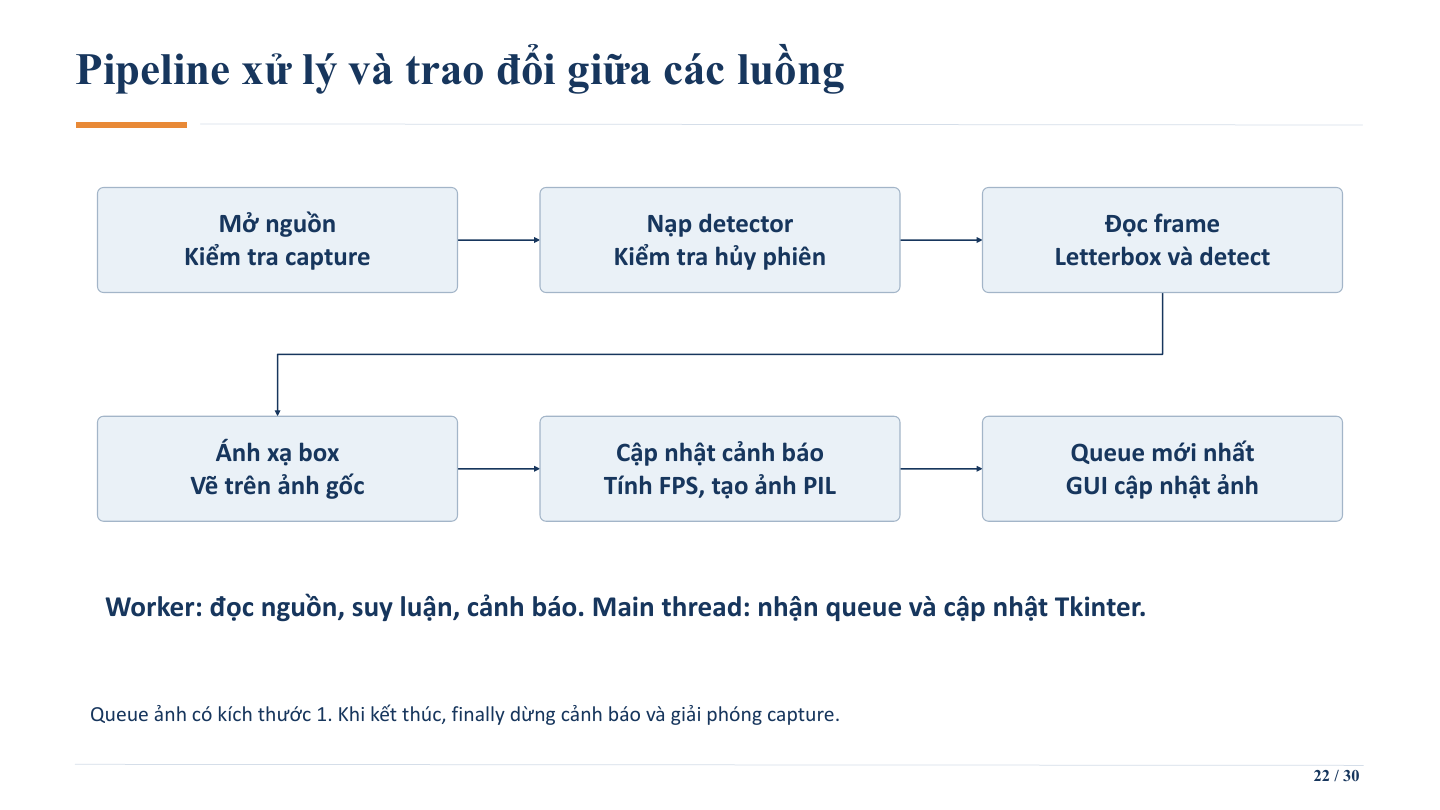 Pipeline xử lý và trao đổi giữa các luồng
Mở nguồn
Kiểm tra capture
Nạp detector
Kiểm tra hủy phiên
Đọc frame
Letterbox và detect
Ánh xạ box
Vẽ trên ảnh gốc
Cập nhật cảnh báo
Tính FPS, tạo ảnh PIL
Queue mới nhất
GUI cập nhật ảnh
Worker: đọc nguồn, suy luận, cảnh báo. Main thread: nhận queue và cập nhật Tkinter.
Queue ảnh có kích thước 1. Khi kết thúc, finally dừng cảnh báo và giải phóng capture.
22 / 30